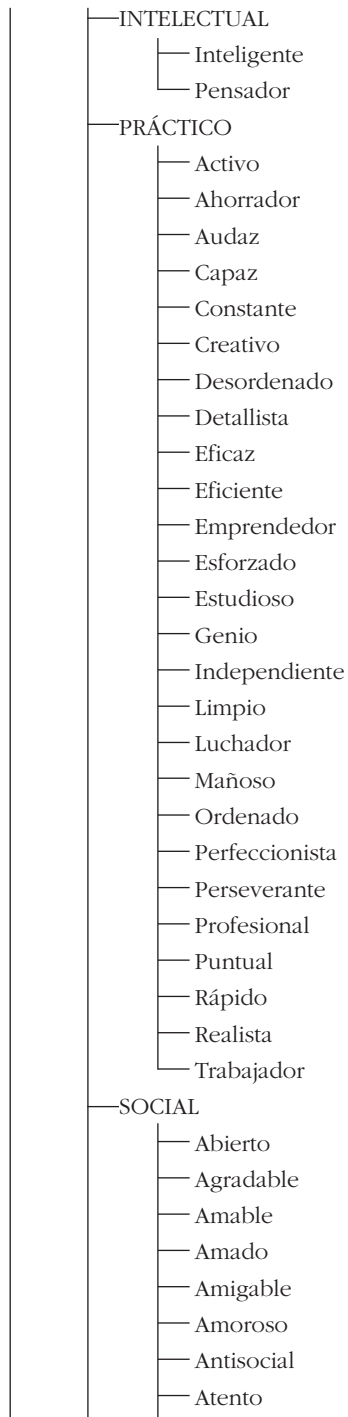 INTELECTUAL
Inteligente
Pensador
PRÁCTICO
Activo
Ahorrador
Audaz
Capaz
Constante
Creativo
Desordenado
Detallista
Eficaz
Eficiente
Emprendedor
Esforzado
Estudioso
Genio
Independiente
Limpio
Luchador
Mañoso
Ordenado
Perfeccionista
Perseverante
Profesional
Puntual
Rápido
Realista
Trabajador
SOCIAL
Abierto
Agradable
Amable
Amado
Amigable
Amoroso
Antisocial
Atento